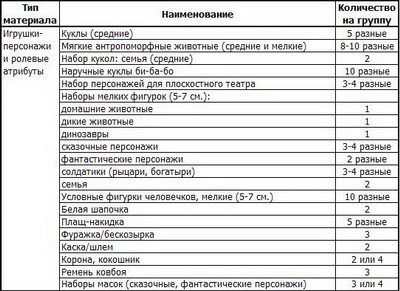 Тип материала	Наименование	Количество на группу
Игрушки-персонажи и ролевые атрибуты	Куклы (средние)	5 разные
Мягкие антропоморфные животные (средние и мелкие)	8-10 разные
Набор кукол: семья (средние)	2
Наручные куклы би-ба-бо	10 разные
Набор персонажей для плоскостного театра	3-4 разные
Наборы мелких фигурок (5-7 см.):
домашние животные	1
дикие животные	1
динозавры	1
сказочные персонажи	3-4 разные
фантастические персонажи	2 разные
солдатики (рыцари, богатыри)	3-4 разные
семья	2
Условные фигурки человечков, мелкие (5-7 см.)	10 разные
Белая шапочка	2
Плащ-накидка	5 разные
Фуражка/бескозырка	3
Каска/шлем	2
Корона, кокошник	2 или 4
Ремень ковбоя	3
Наборы масок (сказочные, фантастические персонажи)	3 или 4